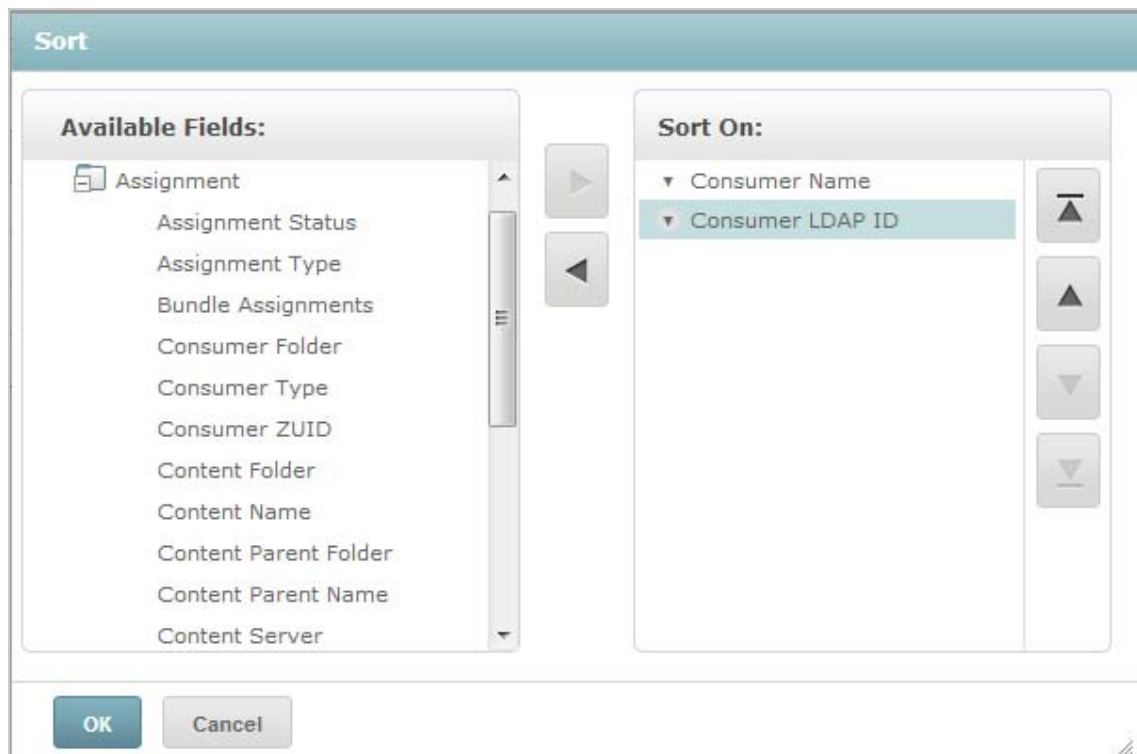 Sort
Available Fields:
Assignment
Assignment Status
Assignment Type
Bundle Assignments
Consumer Folder
Consumer Type
Consumer ZUID
Content Folder
Content Name
Content Parent Folder
Content Parent Name
Content Server
Sort On:
Consumer Name
Consumer LDAP ID
OK
Cancel